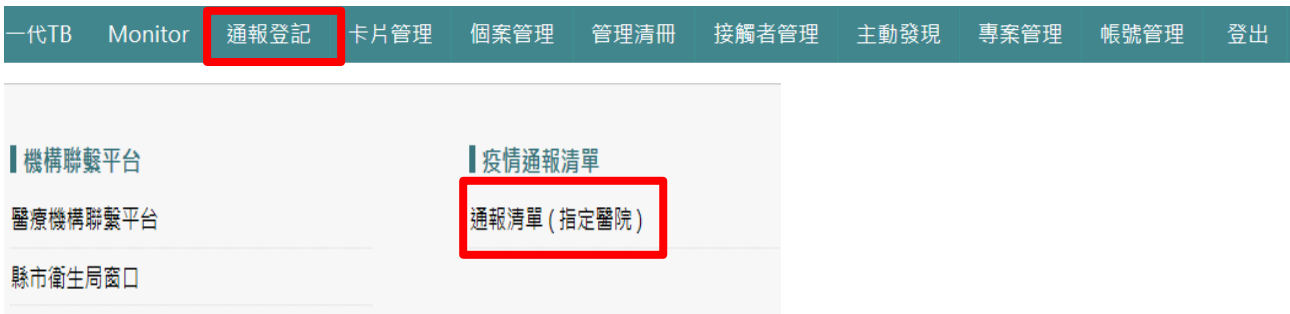 一代TB Monitor 通報登記 卡片管理 個案管理 管理清冊 接觸者管理 主動發現 專案管理 帳號管理 登出
機構聯繫平台
醫療機構聯繫平台
縣市衛生局窗口
疫情通報清單
通報清單 ( 指定醫院 )